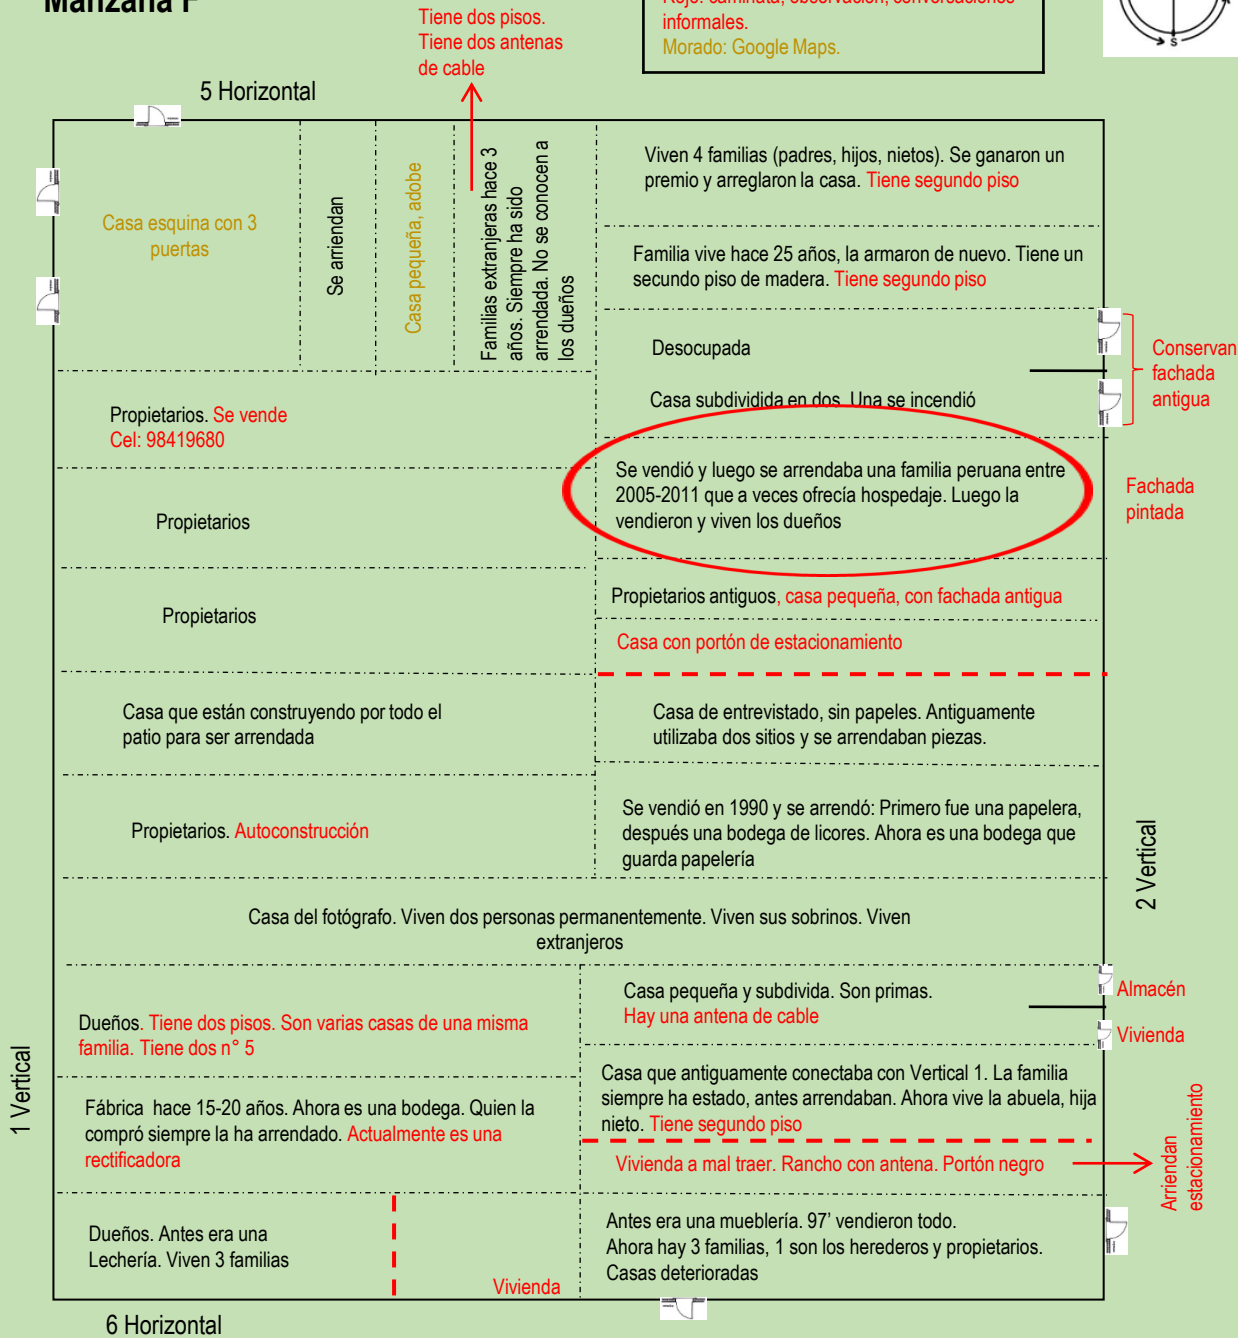 Manzana F
Tiene dos pisos.
Tiene dos antenas
de cable
Rojo: caminata, observación, conversaciones
informales.
Morado: Google Maps.
S
5 Horizontal
Casa esquina con 3
puertas
Se arriendan
Casa pequeña, adobe
Familias extranjeras hace 3
años. Siempre ha sido
arrendada. No se conocen a
los dueños
Viven 4 familias (padres, hijos, nietos). Se ganaron un
premio y arreglaron la casa. Tiene segundo piso
Familia vive hace 25 años, la armaron de nuevo. Tiene un
secundo piso de madera. Tiene segundo piso
Desocupada
Casa subdividida en dos. Una se incendió
Conservan
fachada
antigua
Propietarios. Se vende
Cel: 98419680
Se vendió y luego se arrendaba una familia peruana entre
2005-2011 que a veces ofrecía hospedaje. Luego la
vendieron y viven los dueños
Fachada
pintada
Propietarios
Propietarios antiguos, casa pequeña, con fachada antigua
Propietarios
Casa con portón de estacionamiento
Casa que están construyendo por todo el
patio para ser arrendada
Casa de entrevistado, sin papeles. Antiguamente
utilizaba dos sitios y se arrendaban piezas.
Propietarios. Autoconstrucción
Se vendió en 1990 y se arrendó: Primero fue una papelera,
después una bodega de licores. Ahora es una bodega que
guarda papelería
2 Vertical
Casa del fotógrafo. Viven dos personas permanentemente. Viven sus sobrinos. Viven
extranjeros
Dueños. Tiene dos pisos. Son varias casas de una misma
familia. Tiene dos n° 5
Casa pequeña y subdivida. Son primas.
Hay una antena de cable
Almacén
Vivienda
1 Vertical
Fábrica hace 15-20 años. Ahora es una bodega. Quien la
compró siempre la ha arrendado. Actualmente es una
rectificadora
Casa que antiguamente conectaba con Vertical 1. La familia
siempre ha estado, antes arrendaban. Ahora vive la abuela, hija
nieto. Tiene segundo piso
Vivienda a mal traer. Rancho con antena. Portón negro
Arriendan
estacionamiento
Dueños. Antes era una
Lechería. Viven 3 familias
Vivienda
Antes era una mueblería. 97’ vendieron todo.
Ahora hay 3 familias, 1 son los herederos y propietarios.
Casas deterioradas
6 Horizontal